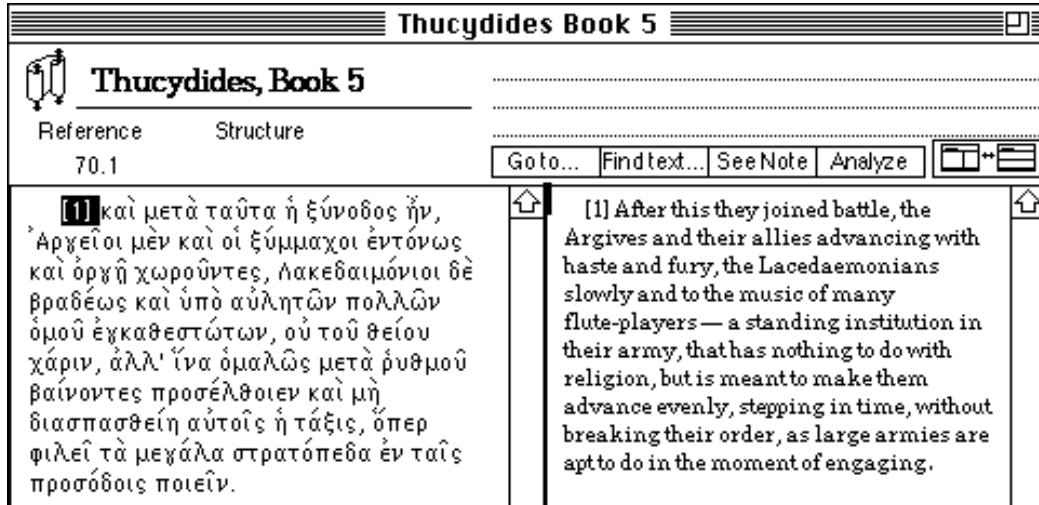 Thucydides Book 5
Thucydides, Book 5
Reference Structure
70.1
Go to... Find text... See Note Analyze
[1] καὶ μετὰ ταῦτα ἡ ξύνοδος ἦν,
Ἀργεῖοι μὲν καὶ οἱ ξύμμαχοι ἐντόνως
καὶ ὀργῇ χωροῦντες, Λακεδαιμόνιοι δὲ
βραδέως καὶ ὑπὸ αὐλητῶν πολλῶν
ὁμοῦ ἐγκαθεστώτων, οὐ τοῦ θείου
χάριν, ἀλλ' ἵνα ὁμαλῶς μετὰ ῥυθμοῦ
βαίνοντες προσέλθοιεν καὶ μὴ
διασπασθείη αὐτοῖς ἡ τάξις, ὅπερ
φιλεῖ τὰ μεγάλα στρατόπεδα ἐν ταῖς
προσόδοις ποιεῖν.
[1] After this they joined battle, the
Argives and their allies advancing with
haste and fury, the Lacedaemonians
slowly and to the music of many
flute-players — a standing institution in
their army, that has nothing to do with
religion, but is meant to make them
advance evenly, stepping in time, without
breaking their order, as large armies are
apt to do in the moment of engaging.